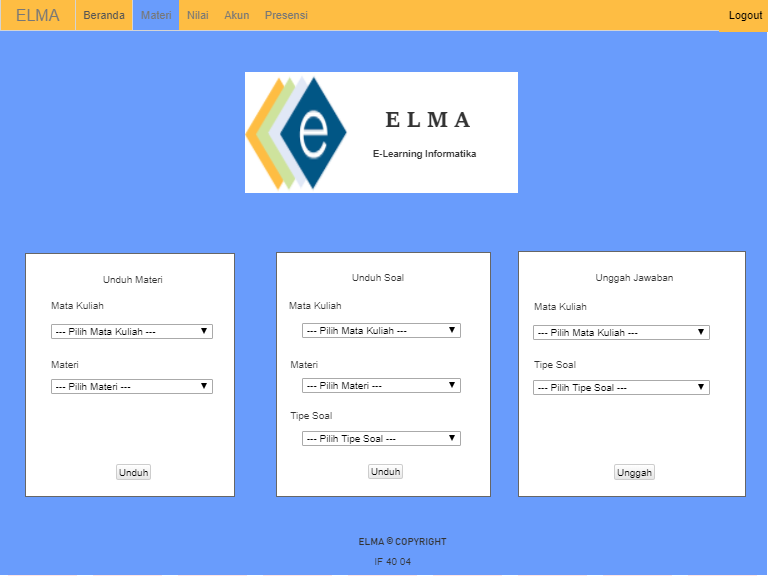 ELMA Beranda Materi Nilai Akun Presensi Logout
e
E L M A
E-Learning Informatika
Unduh Materi
Mata Kuliah
--- Pilih Mata Kuliah --- ▼
Materi
--- Pilih Materi --- ▼
Unduh
Unduh Soal
Mata Kuliah
--- Pilih Mata Kuliah --- ▼
Materi
--- Pilih Materi --- ▼
Tipe Soal
--- Pilih Tipe Soal --- ▼
Unduh
Unggah Jawaban
Mata Kuliah
--- Pilih Mata Kuliah --- ▼
Tipe Soal
--- Pilih Tipe Soal --- ▼
Unggah
ELMA © COPYRIGHT
IF 40 04